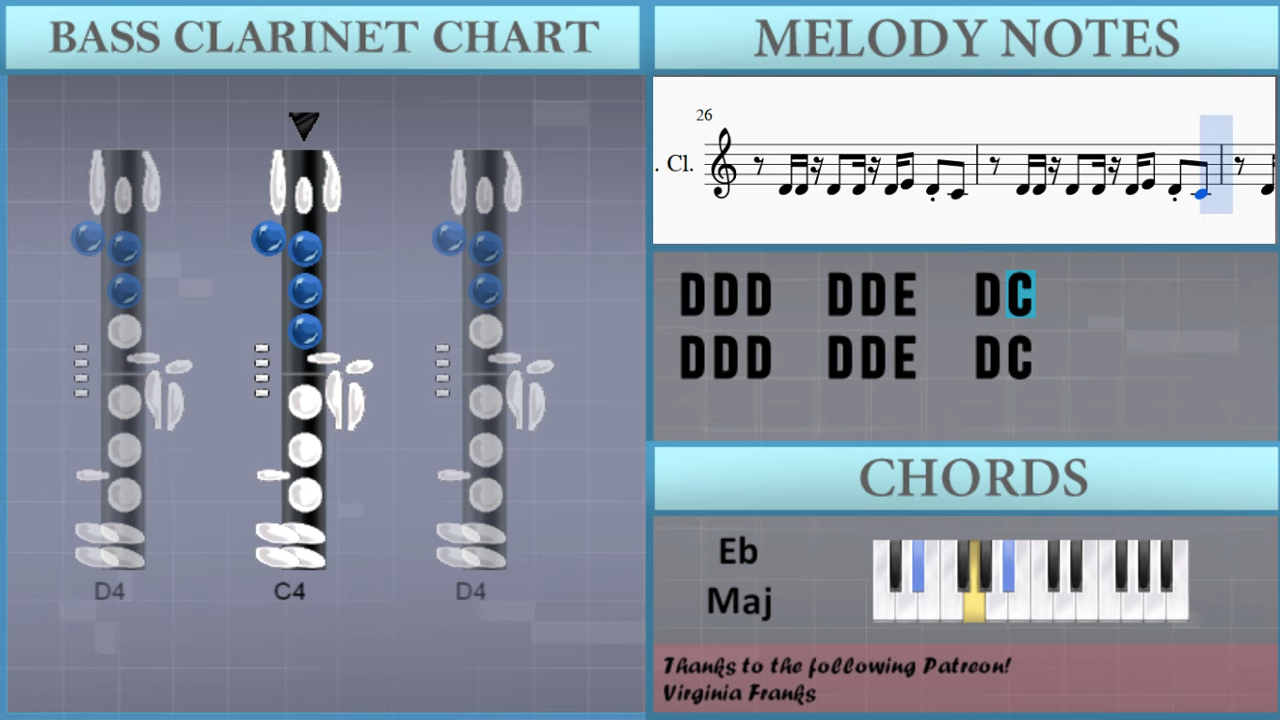 BASS CLARINET CHART
D4 C4 D4
MELODY NOTES
26
. Cl.
DDD DDE DC
DDD DDE DC
CHORDS
Eb
Maj
Thanks to the following Patreon!
Virginia Franks